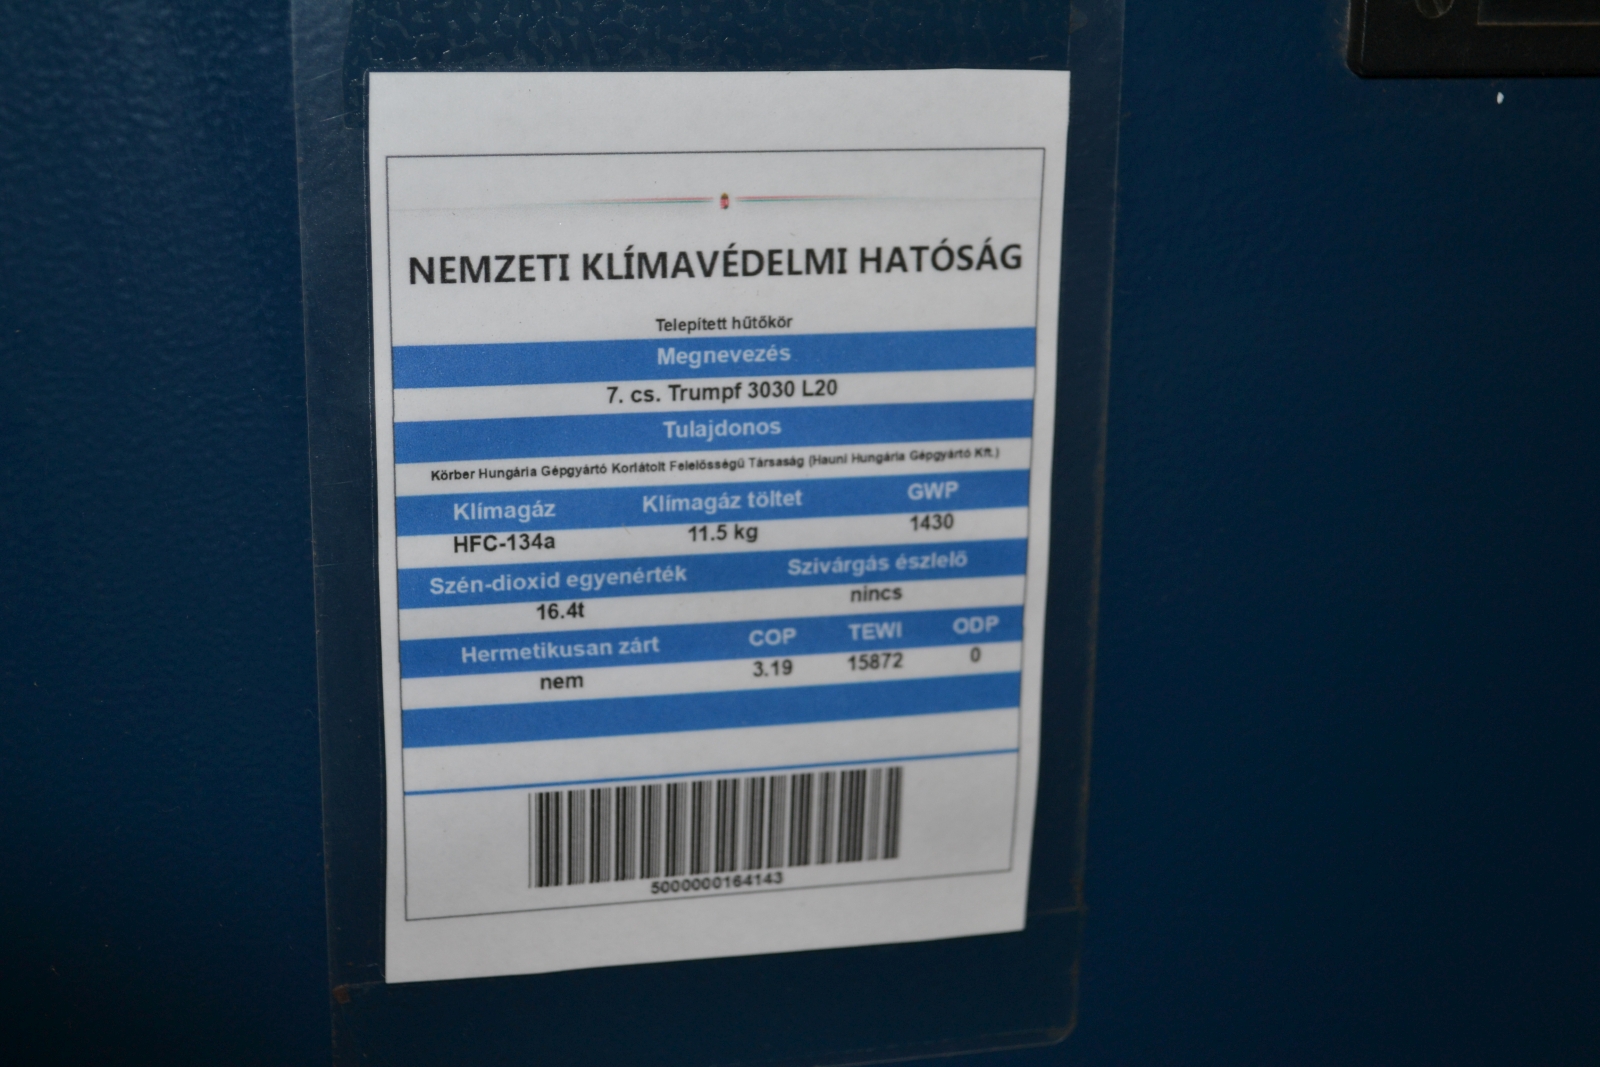 NEMZETI KLÍMAVÉDELMI HATÓSÁG
Telepített hűtőkör
Megnevezés
7. cs. Trumpf 3030 L20
Tulajdonos
Körber Hungária Gépgyártó Korlátolt Felelősségű Társaság (Hauni Hungária Gépgyártó Kft.)
Klímagáz Klímagáz töltet GWP
HFC-134a 11.5 kg 1430
Szén-dioxid egyenérték Szivárgás észlelő
16.4t nincs
Hermetikusan zárt COP TEWI ODP
nem 3.19 15872 0
5000000164143